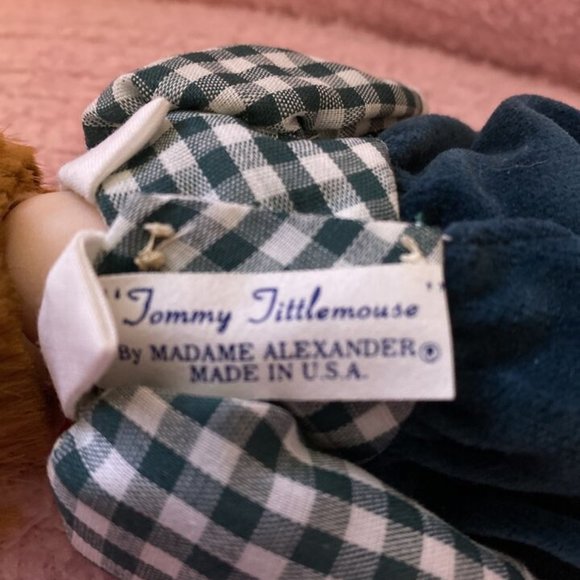 "Tommy Tittlemouse"
By MADAME ALEXANDER®
MADE IN U.S.A.